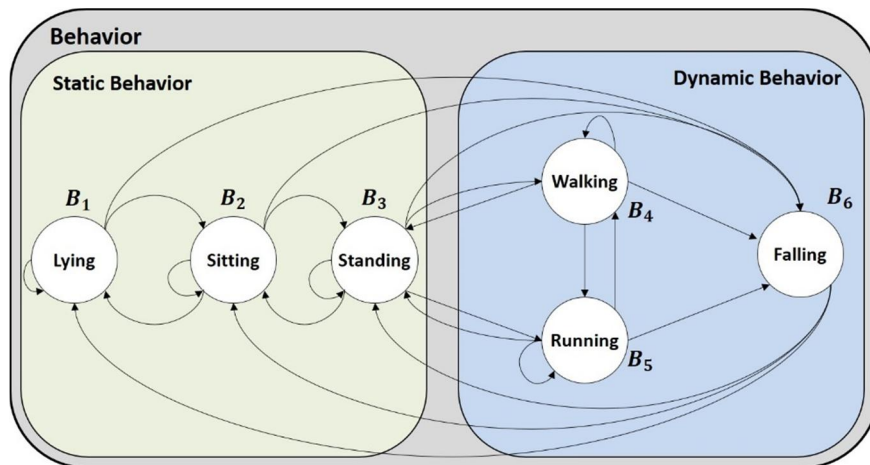 Behavior
Static Behavior
Dynamic Behavior
B₁
B₂
B₃
B₄
B₅
B₆
Lying
Sitting
Standing
Walking
Running
Falling